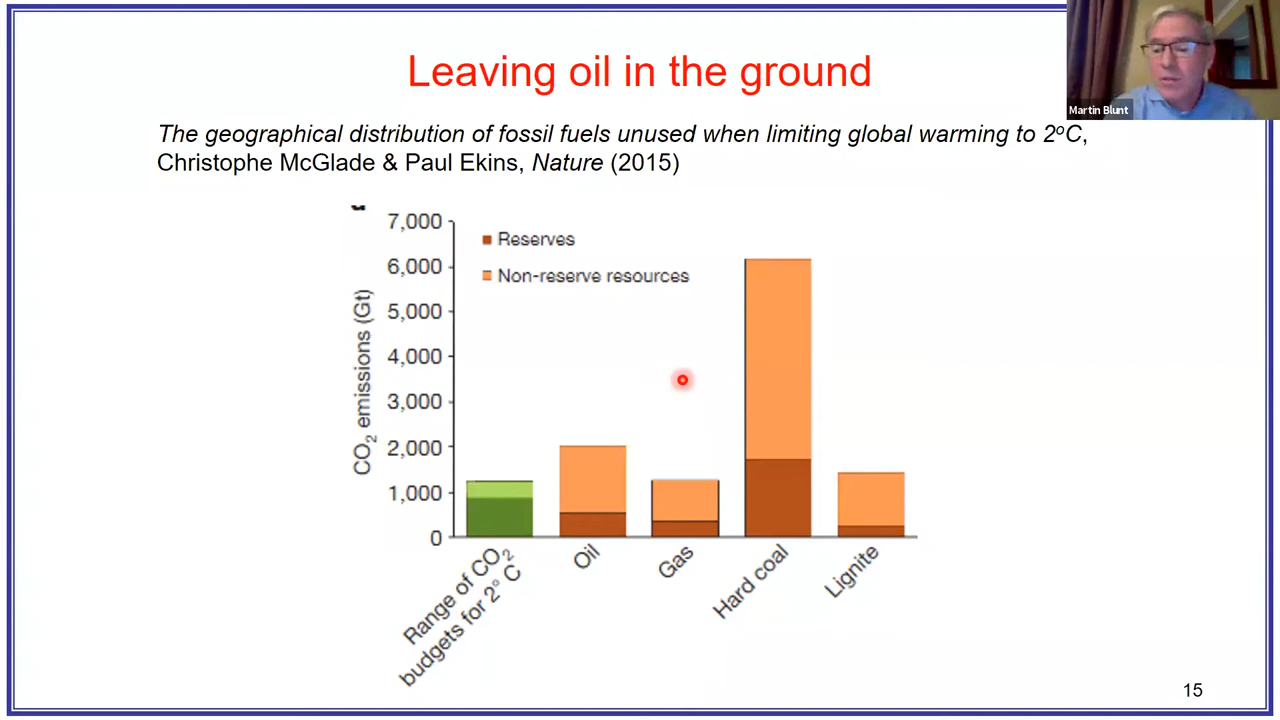 Leaving oil in the ground
Martin Blunt
The geographical distribution of fossil fuels unused when limiting global warming to 2°C,
Christophe McGlade & Paul Ekins, Nature (2015)
7,000
6,000
5,000
4,000
3,000
2,000
1,000
0
CO₂ emissions (Gt)
Reserves
Non-reserve resources
Range of CO₂
budgets for 2° C
Oil
Gas
Hard coal
Lignite
15